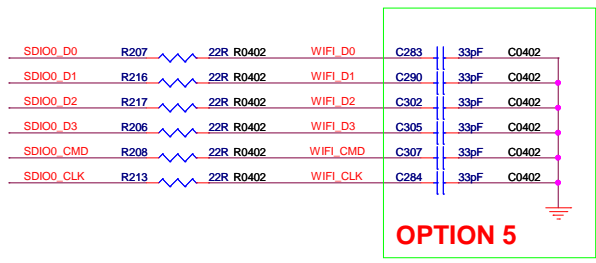 SDIO0_D0 R207 22R R0402 WIFI_D0 C283 33pF C0402
SDIO0_D1 R216 22R R0402 WIFI_D1 C290 33pF C0402
SDIO0_D2 R217 22R R0402 WIFI_D2 C302 33pF C0402
SDIO0_D3 R206 22R R0402 WIFI_D3 C305 33pF C0402
SDIO0_CMD R208 22R R0402 WIFI_CMD C307 33pF C0402
SDIO0_CLK R213 22R R0402 WIFI_CLK C284 33pF C0402
OPTION 5